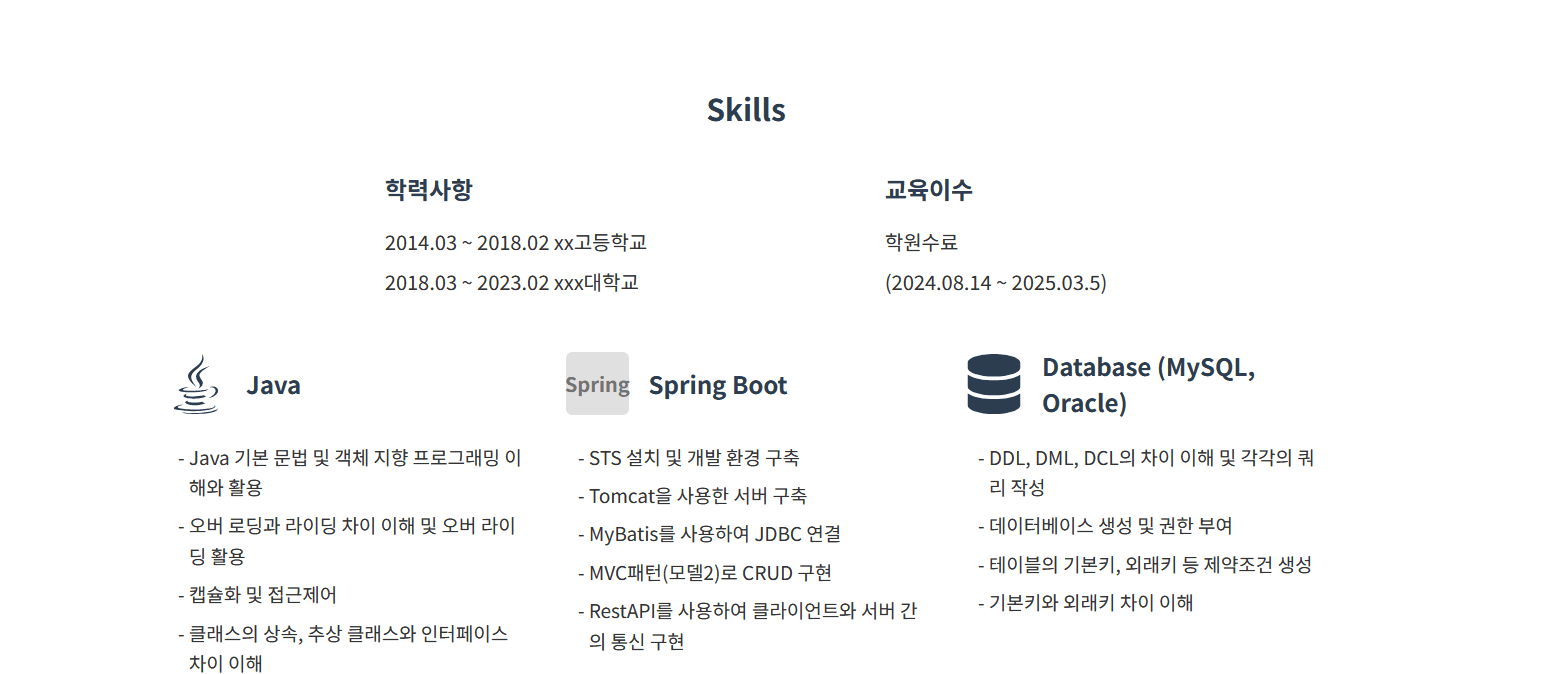 Skills
학력사항
2014.03 ~ 2018.02 xx고등학교
2018.03 ~ 2023.02 xxx대학교
교육이수
학원수료
(2024.08.14 ~ 2025.03.5)
Java
- Java 기본 문법 및 객체 지향 프로그래밍 이
해와 활용
- 오버 로딩과 라이딩 차이 이해 및 오버 라이
딩 활용
- 캡슐화 및 접근제어
- 클래스의 상속, 추상 클래스와 인터페이스
차이 이해
Spring
Spring Boot
- STS 설치 및 개발 환경 구축
- Tomcat을 사용한 서버 구축
- MyBatis를 사용하여 JDBC 연결
- MVC패턴(모델2)로 CRUD 구현
- RestAPI를 사용하여 클라이언트와 서버 간
의 통신 구현
Database (MySQL,
Oracle)
- DDL, DML, DCL의 차이 이해 및 각각의 쿼
리 작성
- 데이터베이스 생성 및 권한 부여
- 테이블의 기본키, 외래키 등 제약조건 생성
- 기본키와 외래키 차이 이해